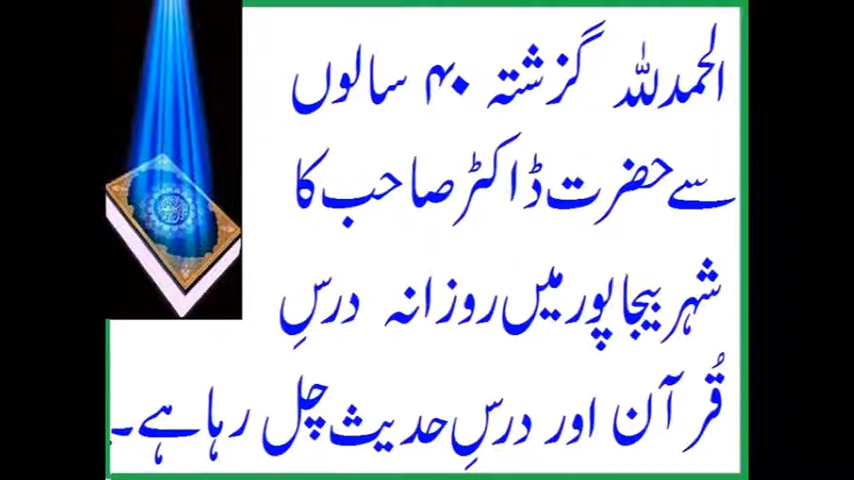 الحمدللہ گزشتہ ۴۰ سالوں
سے حضرت ڈاکٹر صاحب کا
شہر بیجاپور میں روزانہ درسِ
قُرآن اور درسِ حدیث چل رہا ہے۔